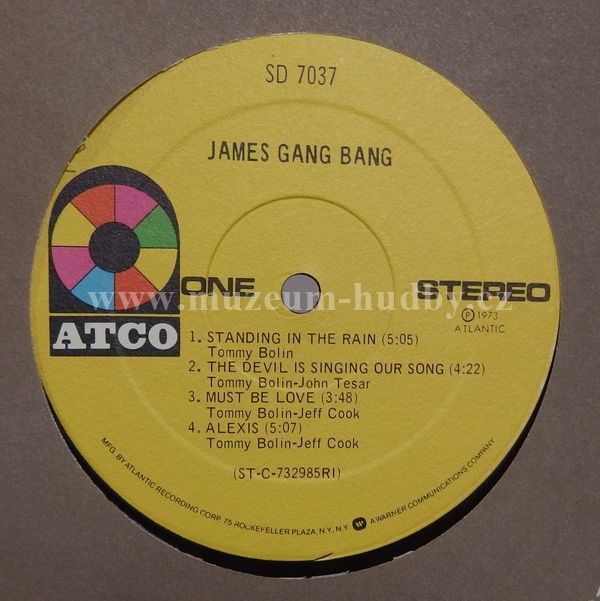 SD 7037
JAMES GANG BANG
ATCO
ONE
STEREO
www.muzeum-hudby.cz
Ⓟ 1973
ATLANTIC
1. STANDING IN THE RAIN (5:05)
Tommy Bolin
2. THE DEVIL IS SINGING OUR SONG (4:22)
Tommy Bolin-John Tesar
3. MUST BE LOVE (3:48)
Tommy Bolin-Jeff Cook
4. ALEXIS (5:07)
Tommy Bolin-Jeff Cook
(ST-C-732985RI)
MFG. BY ATLANTIC RECORDING CORP. 75 ROCKEFELLER PLAZA, N.Y. N.Y. A WARNER COMMUNICATIONS COMPANY